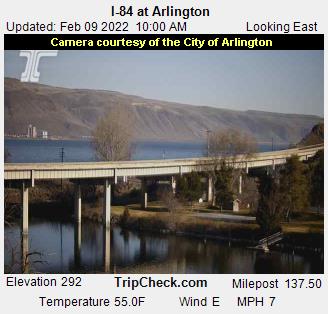 I-84 at Arlington
Updated: Feb 09 2022 10:00 AM Looking East
Camera courtesy of the City of Arlington
Elevation 292 TripCheck.com Milepost 137.50
Temperature 55.0F Wind E MPH 7